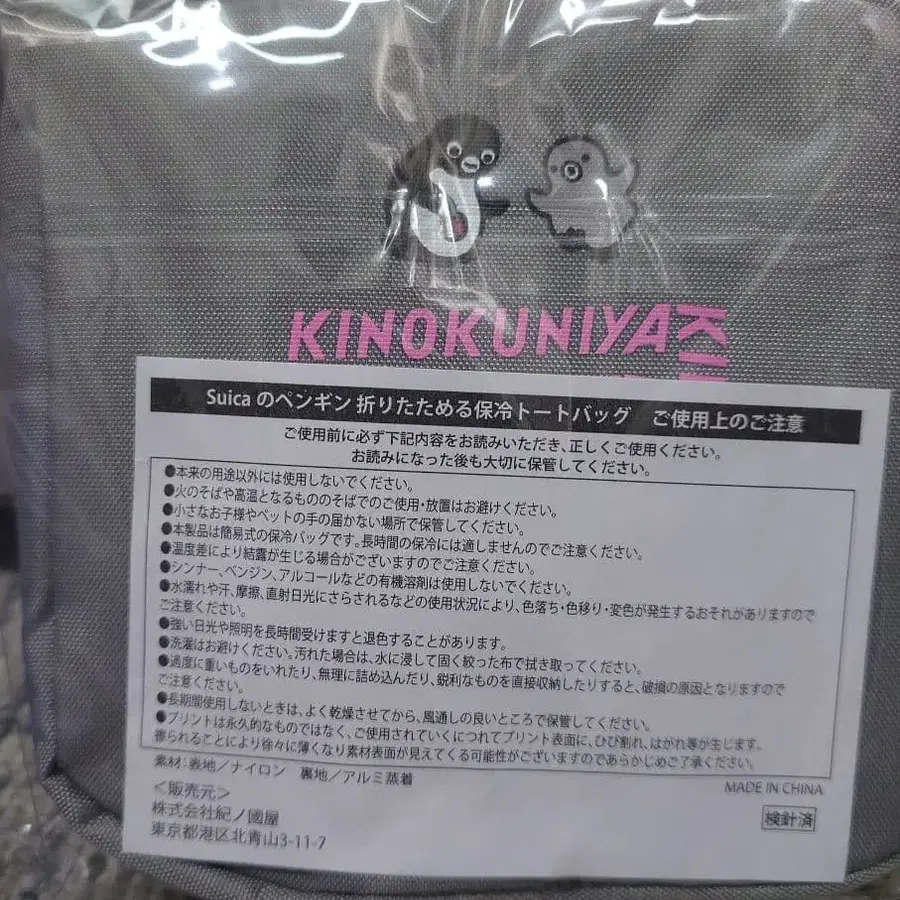 KINOKUNIYA
KI
Suica のペンギン 折りたためる保冷トートバッグ ご使用上のご注意
ご使用前に必ず下記内容をお読みいただき、正しくご使用ください。
お読みになった後も大切に保管してください。
●本来の用途以外には使用しないでください。
●火のそばや高温となるもののそばでのご使用・放置はお避けください。
●小さなお子様やペットの手の届かない場所で保管してください。
●本製品は簡易式の保冷バッグです。長時間の保冷には適しませんのでご注意ください。
●温度差により結露が生じる場合がございますのでご注意ください。
●シンナー、ベンジン、アルコールなどの有機溶剤は使用しないでください。
●水濡れや汗、摩擦、直射日光にさらされるなどの使用状況により、色落ち・色移り・変色が発生するおそれがありますので
ご注意ください。
●強い日光や照明を長時間受けますと退色することがあります。
●洗濯はお避けください。汚れた場合は、水に浸して固く絞った布で拭き取ってください。
●過度に重いものをいれたり、無理に詰め込んだり、鋭利なものを直接収納したりすると、破損の原因となりますので
ご注意ください。
●長期間使用しないときは、よく乾燥させてから、風通しの良いところで保管してください。
●プリントは永久的なものではなく、ご使用されていくにつれてプリント表面に、ひび割れ、はがれ等が生じます。
擦られることにより徐々に薄くなり素材表面が見えてくる可能性がございますのであらかじめご了承ください。
素材:表地/ナイロン 裏地/アルミ蒸着
MADE IN CHINA
<販売元>
株式会社紀ノ國屋
検針済
東京都港区北青山3-11-7